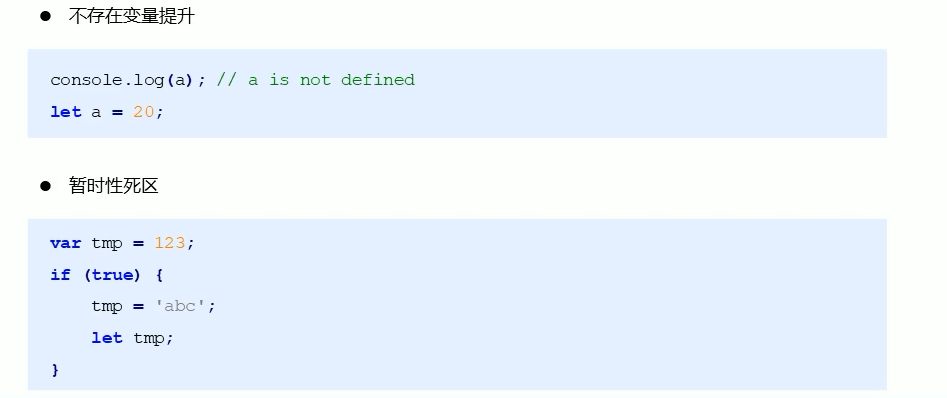 ● 不存在变量提升
console.log(a); // a is not defined
let a = 20;
● 暂时性死区
var tmp = 123;
if (true) {
    tmp = 'abc';
    let tmp;
}